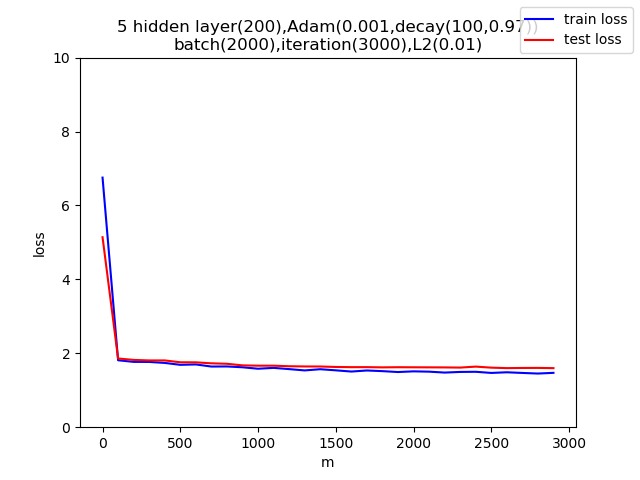 5 hidden layer(200),Adam(0.001,decay(100,0.97))
batch(2000),iteration(3000),L2(0.01)
train loss
test loss
10
8
6
4
2
0
loss
0
500
1000
1500
2000
2500
3000
m